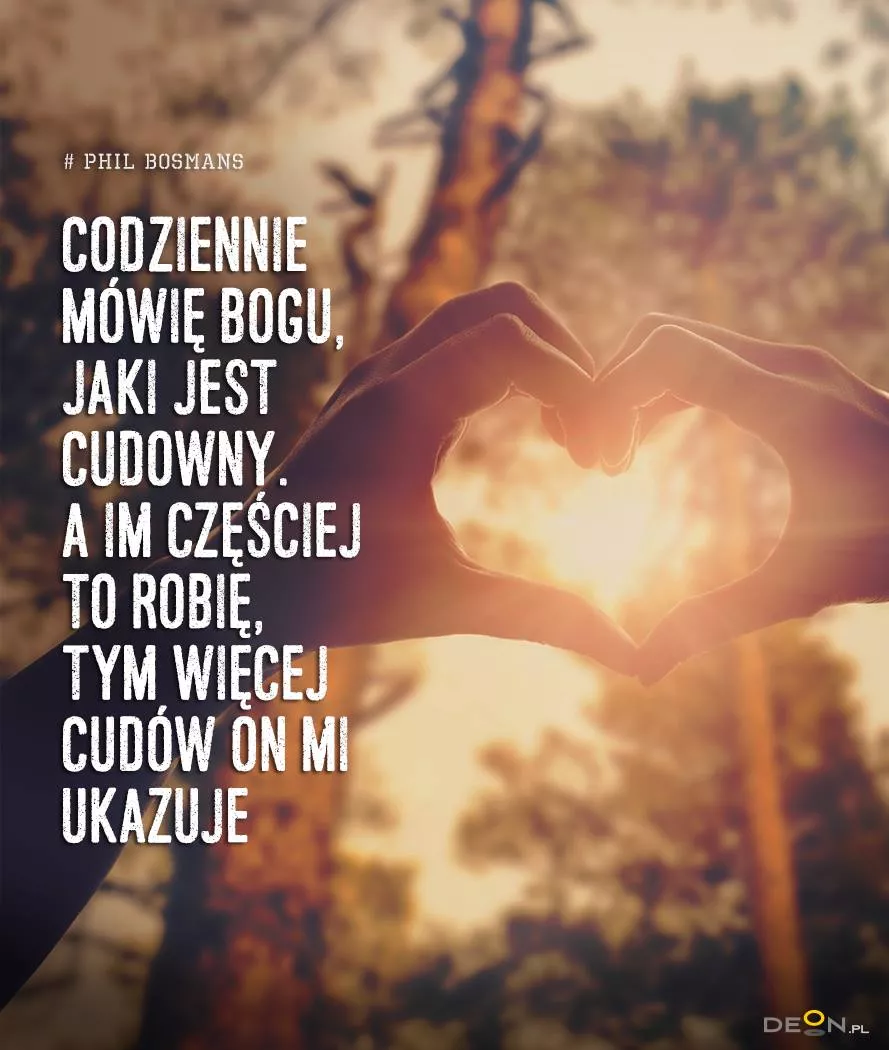 # PHIL BOSMANS
CODZIENNIE
MÓWIĘ BOGU,
JAKI JEST
CUDOWNY.
A IM CZĘŚCIEJ
TO ROBIĘ,
TYM WIĘCEJ
CUDÓW ON MI
UKAZUJE
DEON.PL